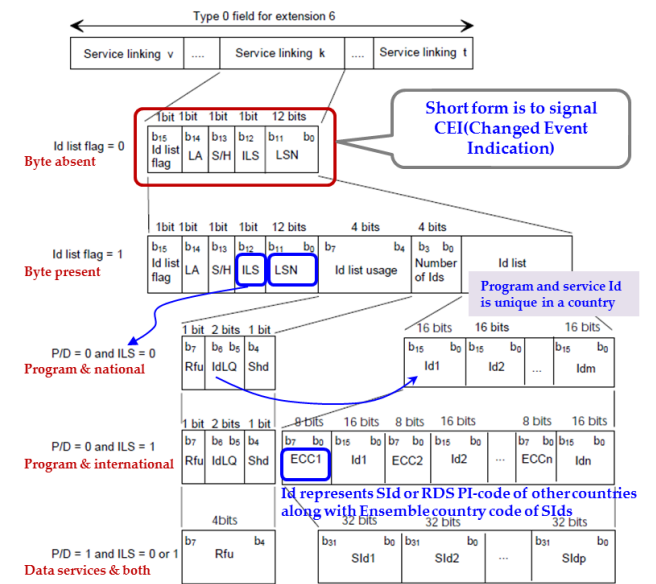 Type 0 field for extension 6
Service linking v .... Service linking k .... Service linking t
Short form is to signal
CEI(Changed Event
Indication)
1bit 1bit 1bit 1bit 12 bits
Id list flag = 0
Byte absent
b15 b14 b13 b12 b11 b0
Id list
flag LA S/H ILS LSN
1bit 1bit 1bit 1bit 12 bits 4 bits 4 bits
Id list flag = 1
Byte present
b15 b14 b13 b12 b11 b0 b7 b4 b3 b0
Id list
flag LA S/H ILS LSN Id list usage Number
of Ids Id list
Program and service Id
is unique in a country
1 bit 2 bits 1 bit 16 bits 16 bits 16 bits
P/D = 0 and ILS = 0
Program & national
b7 b6 b5 b4 b15 b0 b15 b0 b15 b0
Rfu IdLQ Shd Id1 Id2 ... Idm
1 bit 2 bits 1 bit 8 bits 16 bits 8 bits 16 bits 8 bits 16 bits
P/D = 0 and ILS = 1
Program & international
b7 b6 b5 b4 b7 b0 b15 b0 b7 b0 b15 b0 b7 b0 b15 b0
Rfu IdLQ Shd ECC1 Id1 ECC2 Id2 ... ECCn Idn
Id represents SId or RDS PI-code of other countries
along with Ensemble country code of SIds
4bits 32 bits 32 bits 32 bits
P/D = 1 and ILS = 0 or 1
Data services & both
b7 b4 b31 b0 b31 b0 b31 b0
Rfu SId1 SId2 ... SIdp